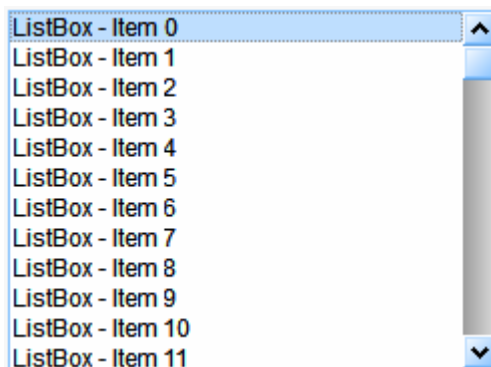 ListBox - Item 0
ListBox - Item 1
ListBox - Item 2
ListBox - Item 3
ListBox - Item 4
ListBox - Item 5
ListBox - Item 6
ListBox - Item 7
ListBox - Item 8
ListBox - Item 9
ListBox - Item 10
ListBox - Item 11